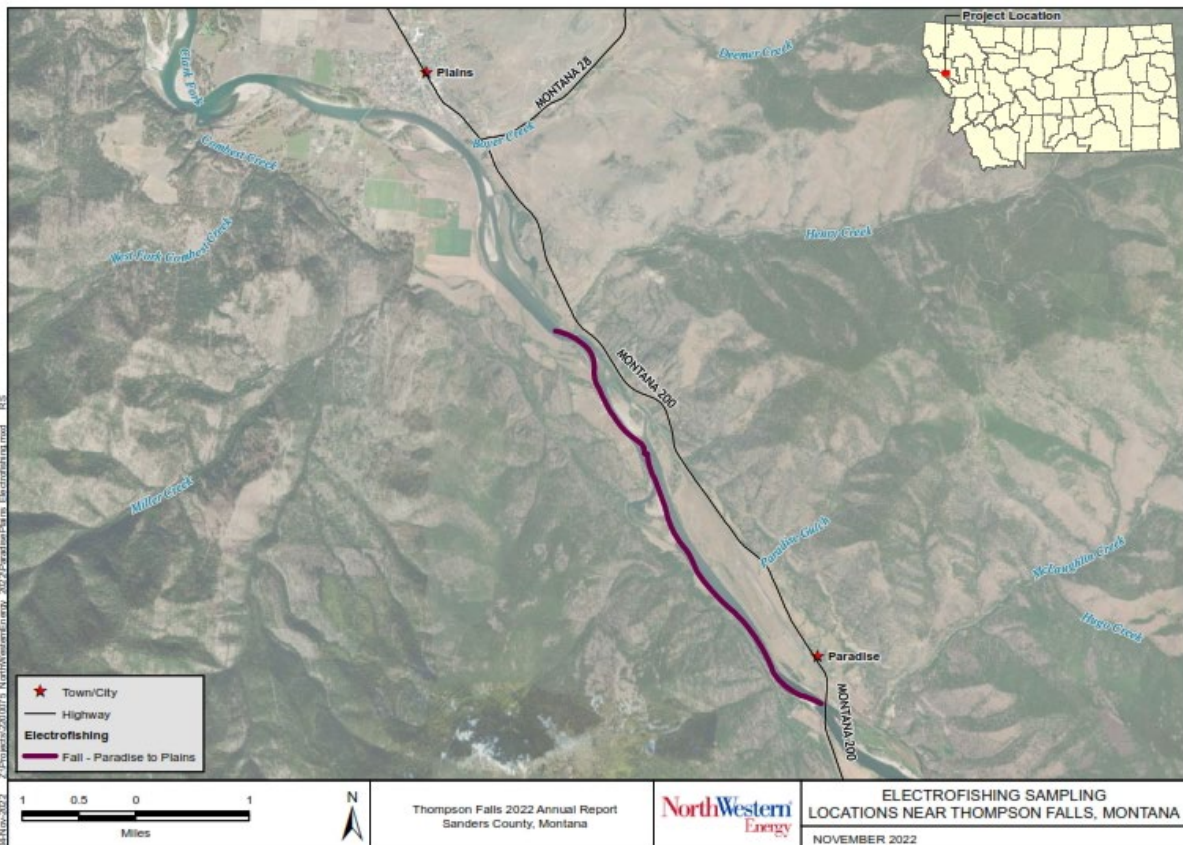 Project Location
Deemer Creek
Clark Fork
Plains
MONTANA 28
Boyer Creek
Combest Creek
Henry Creek
West Fork Combest Creek
MONTANA 200
Miller Creek
Paradise Gulch
McLaughlin Creek
Hugo Creek
Paradise
MONTANA 200
Town/City
Highway
Electrofishing
Fall - Paradise to Plains
1 0.5 0 1
Miles
N
Thompson Falls 2022 Annual Report
Sanders County, Montana
NorthWestern
Energy
ELECTROFISHING SAMPLING
LOCATIONS NEAR THOMPSON FALLS, MONTANA
NOVEMBER 2022